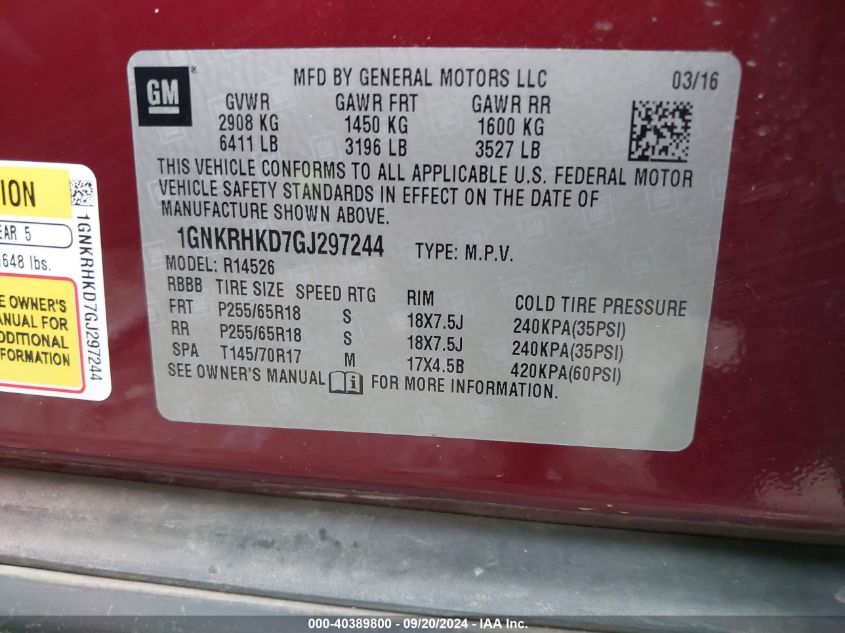 GM
MFD BY GENERAL MOTORS LLC 03/16
GVWR GAWR FRT GAWR RR
2908 KG 1450 KG 1600 KG
6411 LB 3196 LB 3527 LB
THIS VEHICLE CONFORMS TO ALL APPLICABLE U.S. FEDERAL MOTOR
VEHICLE SAFETY STANDARDS IN EFFECT ON THE DATE OF
MANUFACTURE SHOWN ABOVE.
1GNKRHKD7GJ297244 TYPE: M.P.V.
MODEL: R14526
RBBB TIRE SIZE SPEED RTG RIM COLD TIRE PRESSURE
FRT P255/65R18 S 18X7.5J 240KPA(35PSI)
RR P255/65R18 S 18X7.5J 240KPA(35PSI)
SPA T145/70R17 M 17X4.5B 420KPA(60PSI)
SEE OWNER'S MANUAL FOR MORE INFORMATION.
ION
EAR 5
648 lbs.
E OWNER'S
ANUAL FOR
DDITIONAL
FORMATION
1GNKRHKD7GJ297244
000-40389800 - 09/20/2024 - IAAI.com